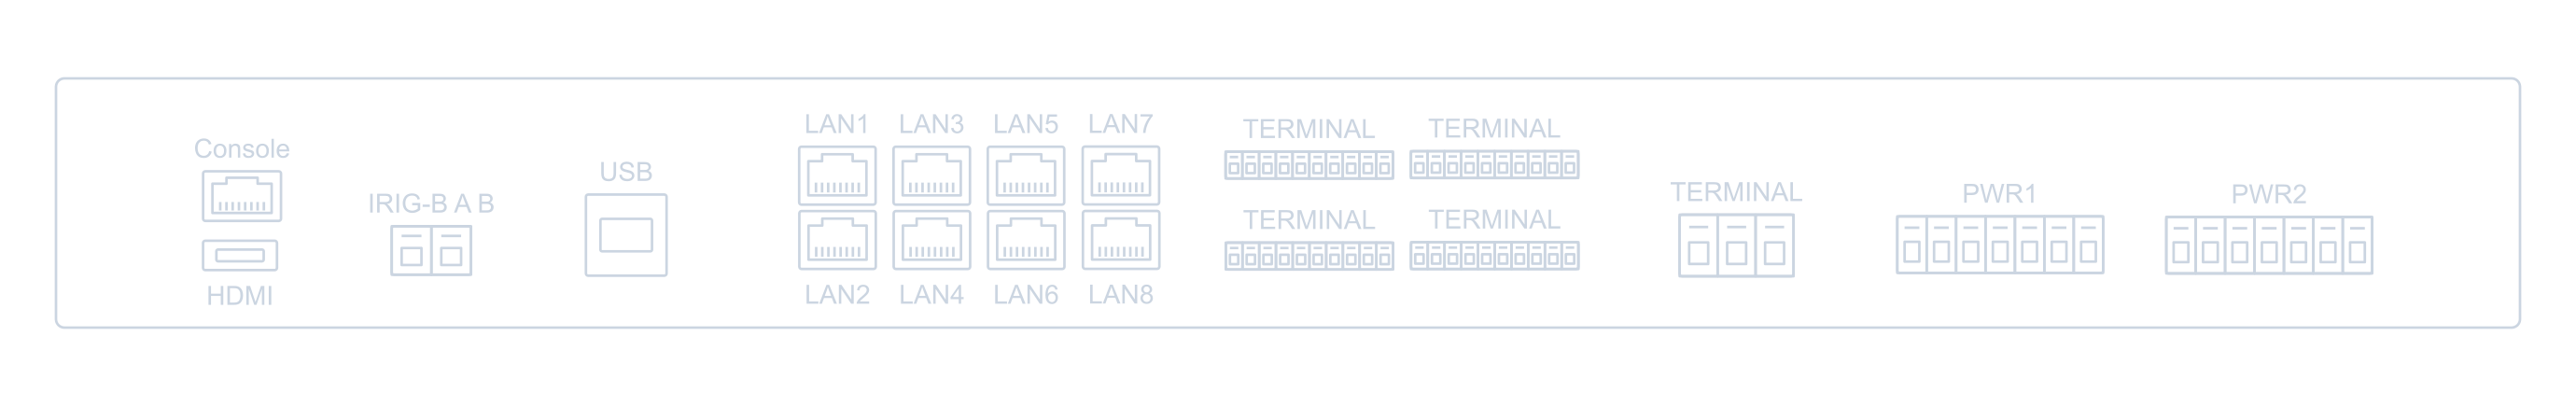 Console
HDMI
IRIG-B A B
USB
LAN1 LAN3 LAN5 LAN7
LAN2 LAN4 LAN6 LAN8
TERMINAL TERMINAL
TERMINAL TERMINAL
TERMINAL
PWR1
PWR2